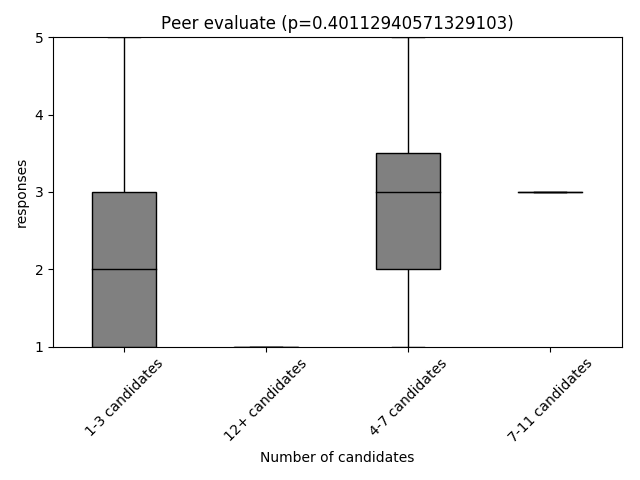 Peer evaluate (p=0.40112940571329103)
5
4
3
2
1
responses
1-3 candidates
12+ candidates
4-7 candidates
7-11 candidates
Number of candidates